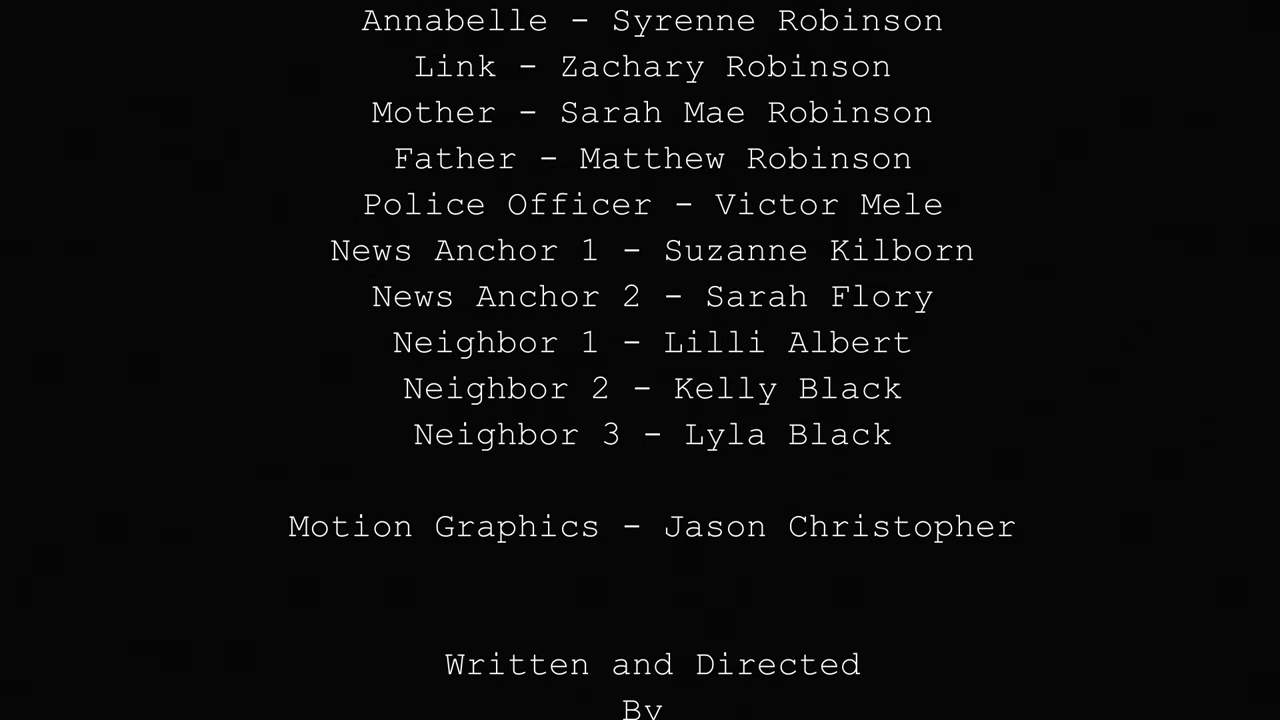 Annabelle - Syrenne Robinson
Link - Zachary Robinson
Mother - Sarah Mae Robinson
Father - Matthew Robinson
Police Officer - Victor Mele
News Anchor 1 - Suzanne Kilborn
News Anchor 2 - Sarah Flory
Neighbor 1 - Lilli Albert
Neighbor 2 - Kelly Black
Neighbor 3 - Lyla Black
Motion Graphics - Jason Christopher
Written and Directed
By